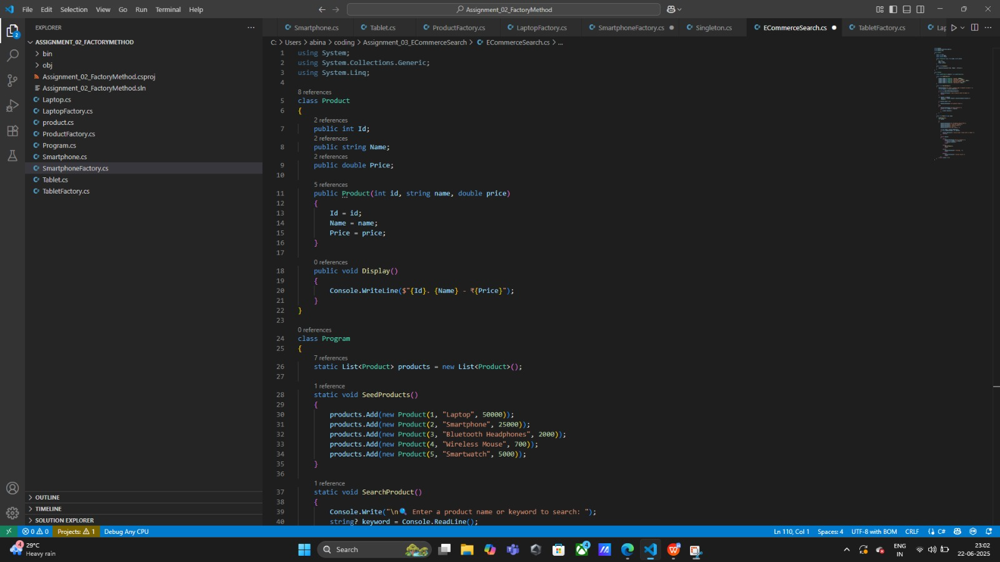 File Edit Selection View Go Run Terminal Help
Assignment_02_FactoryMethod
EXPLORER
Smartphone.cs Tablet.cs ProductFactory.cs LaptopFactory.cs SmartphoneFactory.cs Singleton.cs ECommerceSearch.cs TabletFactory.cs Lap
C: > Users > abina > coding > Assignment_03_ECommerceSearch > ECommerceSearch.cs > ...
2
ASSIGNMENT_02_FACTORYMETHOD
bin
obj
Assignment_02_FactoryMethod.csproj
Assignment_02_FactoryMethod.sln
Laptop.cs
LaptopFactory.cs
product.cs
ProductFactory.cs
Program.cs
Smartphone.cs
SmartphoneFactory.cs
Tablet.cs
TabletFactory.cs
OUTLINE
TIMELINE
SOLUTION EXPLORER
1 using System;
2 using System.Collections.Generic;
3 using System.Linq;
4
8 references
5 class Product
6 {
2 references
7 public int Id;
2 references
8 public string Name;
2 references
9 public double Price;
10
5 references
11 public Product(int id, string name, double price)
12 {
13 Id = id;
14 Name = name;
15 Price = price;
16 }
17
0 references
18 public void Display()
19 {
20 Console.WriteLine($"{Id}. {Name} - ₹{Price}");
21 }
22 }
23
0 references
24 class Program
25 {
7 references
26 static List<Product> products = new List<Product>();
27
1 reference
28 static void SeedProducts()
29 {
30 products.Add(new Product(1, "Laptop", 50000));
31 products.Add(new Product(2, "Smartphone", 25000));
32 products.Add(new Product(3, "Bluetooth Headphones", 2000));
33 products.Add(new Product(4, "Wireless Mouse", 700));
34 products.Add(new Product(5, "Smartwatch", 5000));
35 }
36
1 reference
37 static void SearchProduct()
38 {
39 Console.Write("\n🔍 Enter a product name or keyword to search: ");
40 string? keyword = Console.ReadLine();
0 0 Projects: 1 Debug Any CPU
Ln 110, Col 1 Spaces: 4 UTF-8 with BOM CRLF C#
4 29°C
Heavy rain
Search
4
ENG
IN
23:02
22-06-2025